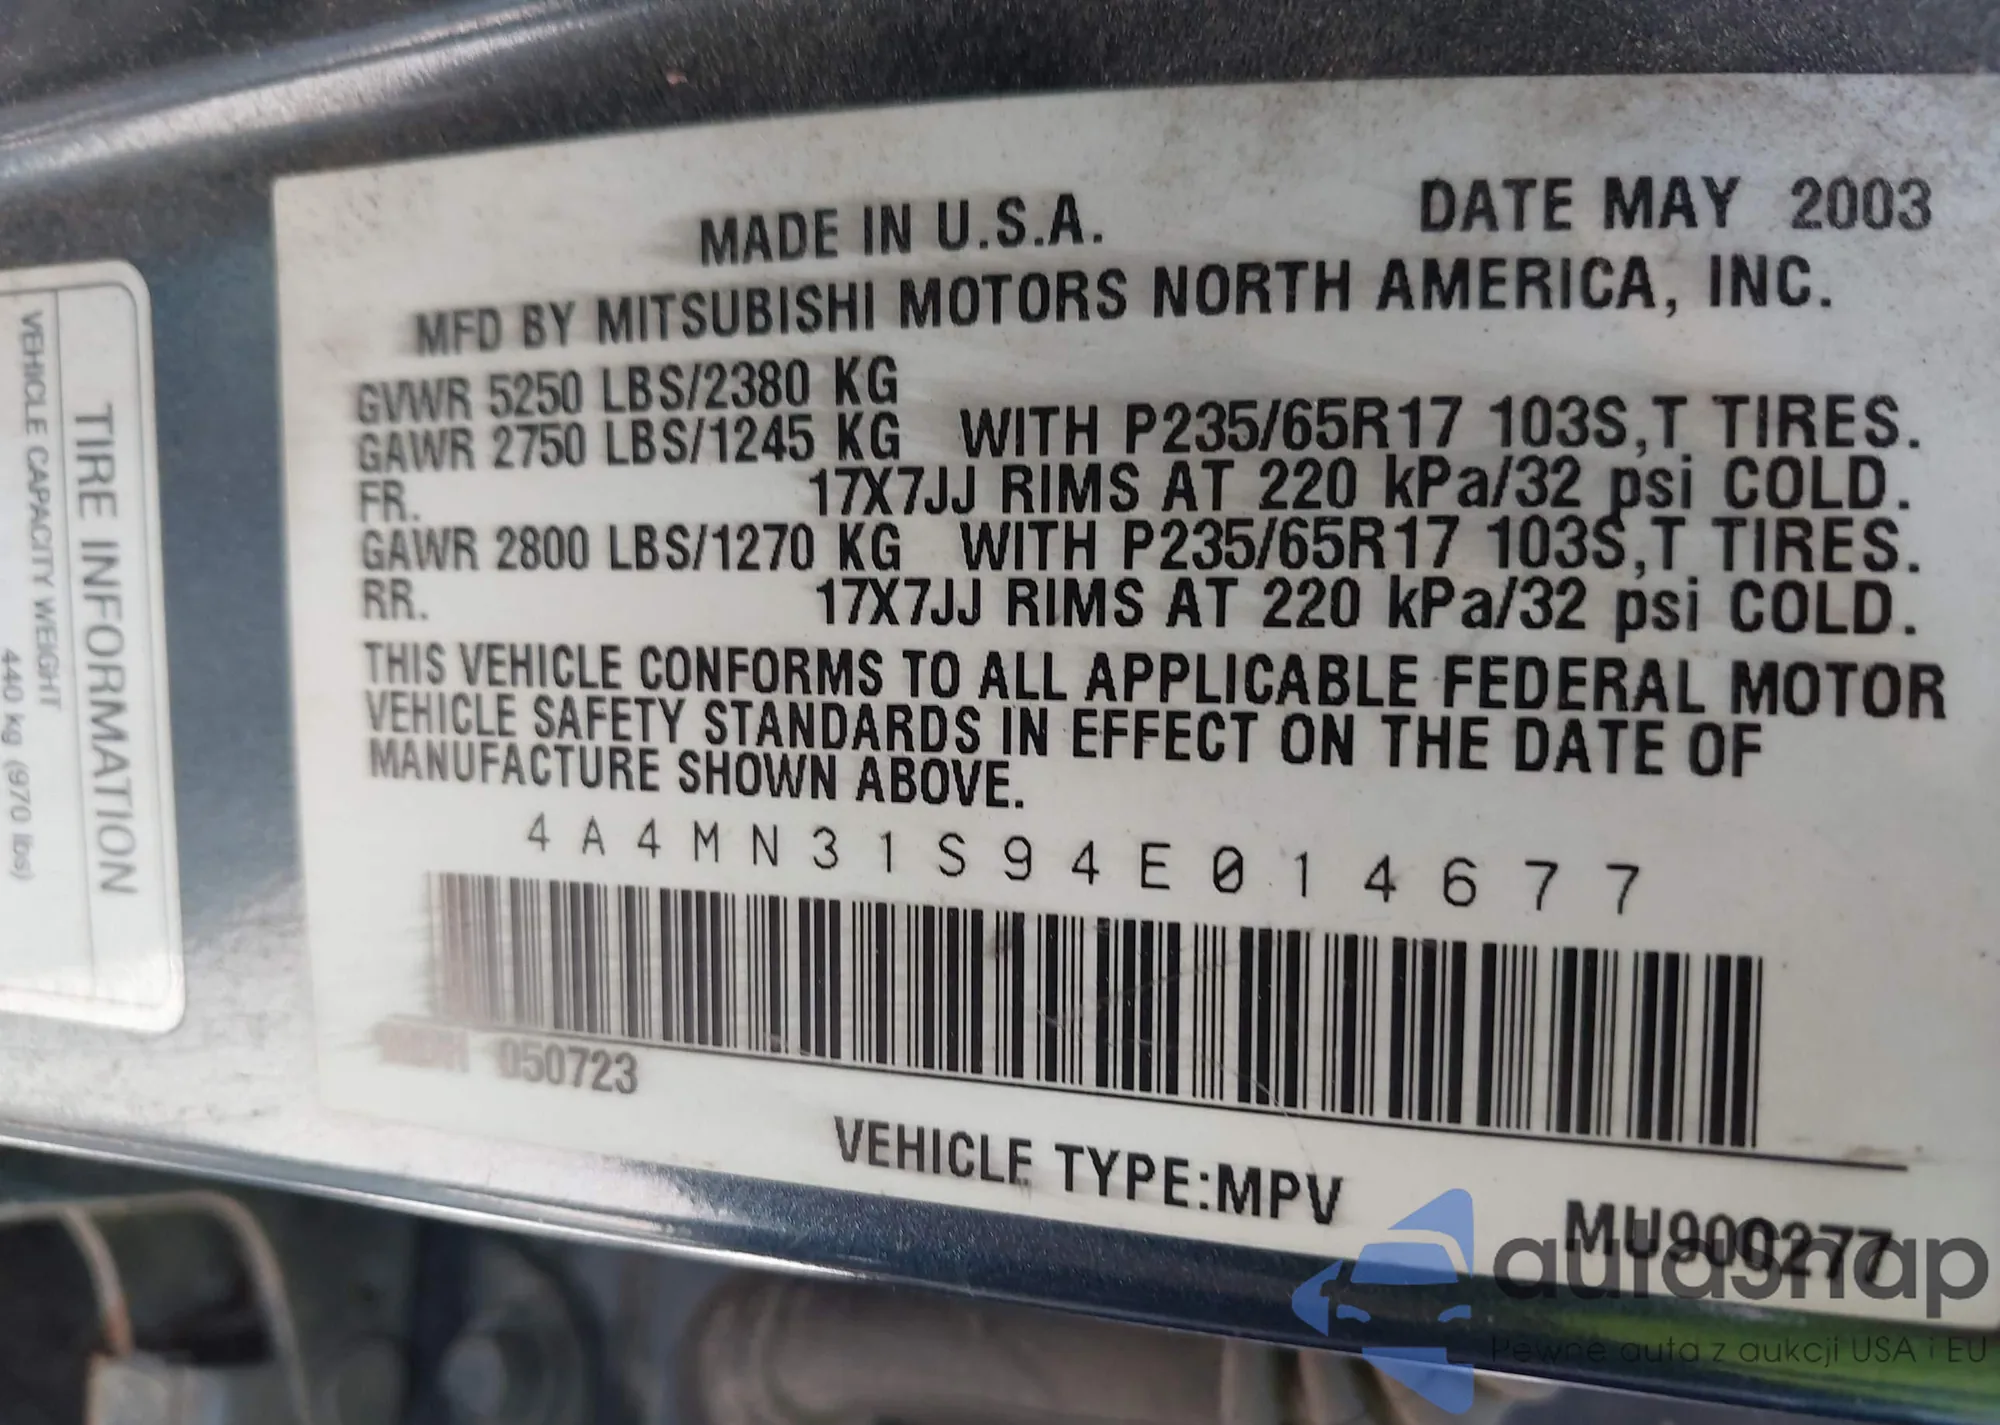 MADE IN U.S.A. DATE MAY 2003
MFD BY MITSUBISHI MOTORS NORTH AMERICA, INC.
GVWR 5250 LBS/2380 KG
GAWR 2750 LBS/1245 KG WITH P235/65R17 103S,T TIRES.
FR. 17X7JJ RIMS AT 220 kPa/32 psi COLD.
GAWR 2800 LBS/1270 KG WITH P235/65R17 103S,T TIRES.
RR. 17X7JJ RIMS AT 220 kPa/32 psi COLD.
THIS VEHICLE CONFORMS TO ALL APPLICABLE FEDERAL MOTOR
VEHICLE SAFETY STANDARDS IN EFFECT ON THE DATE OF
MANUFACTURE SHOWN ABOVE.
4A4MN31S94E014677
050723
VEHICLE TYPE:MPV
MU900277
TIRE INFORMATION
VEHICLE CAPACITY WEIGHT
440 kg (970 lbs)
autasnap
Pewne auta z aukcji USA i EU